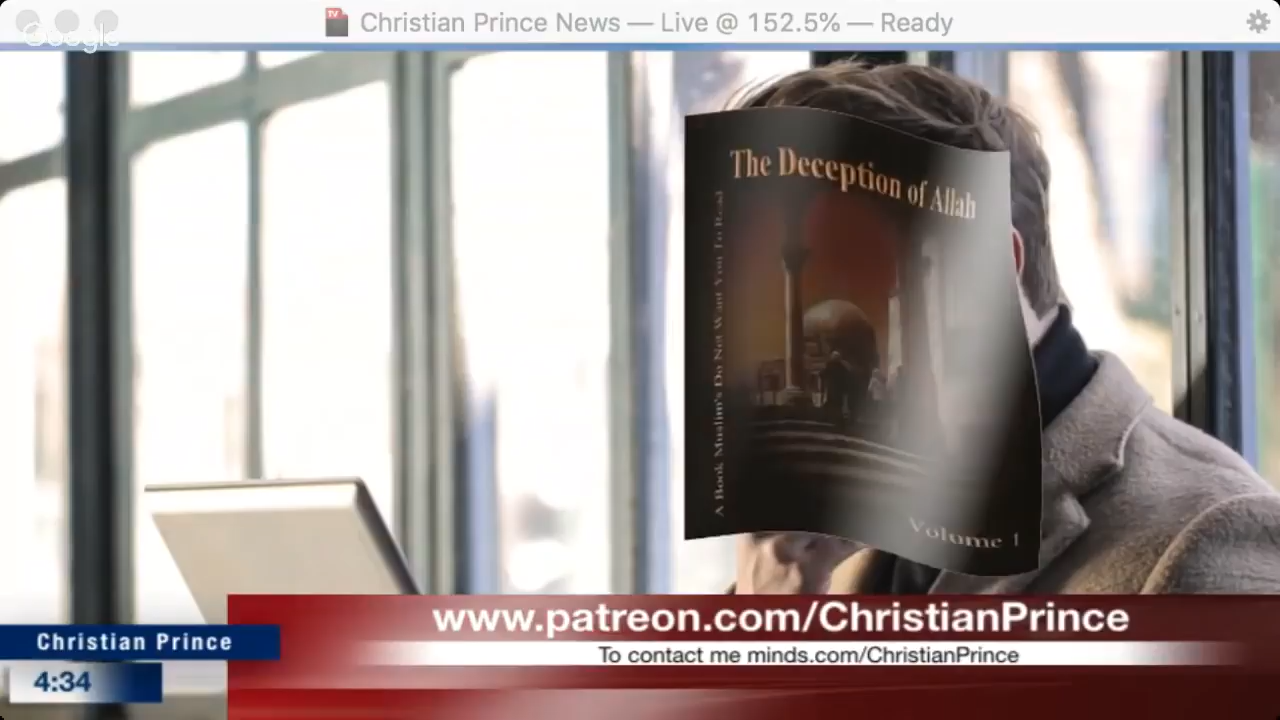 Christian Prince News — Live @ 152.5% — Ready
Google
The Deception of Allah
A Book Muslim's Do Not Want You To Read
Volume 1
www.patreon.com/ChristianPrince
To contact me minds.com/ChristianPrince
Christian Prince
4:34